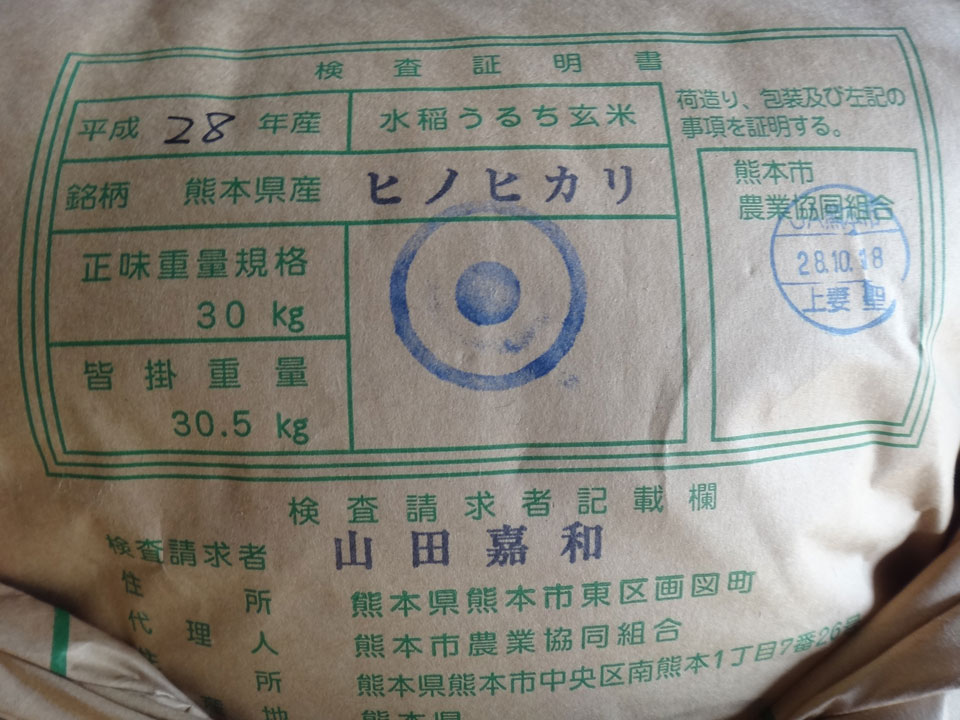 検査証明書
平成 28 年産 水稲うるち玄米
銘柄 熊本県産 ヒノヒカリ
正味重量規格
30 kg
皆掛重量
30.5 kg
荷造り、包装及び左記の
事項を証明する。
熊本市
農業協同組合
28.10.18
上妻 聖
検査請求者記載欄
検査請求者 山田嘉和
住所 熊本県熊本市東区画図町
代理人 熊本市農業協同組合
住所 熊本県熊本市中央区南熊本1丁目7番26号
地 熊本県